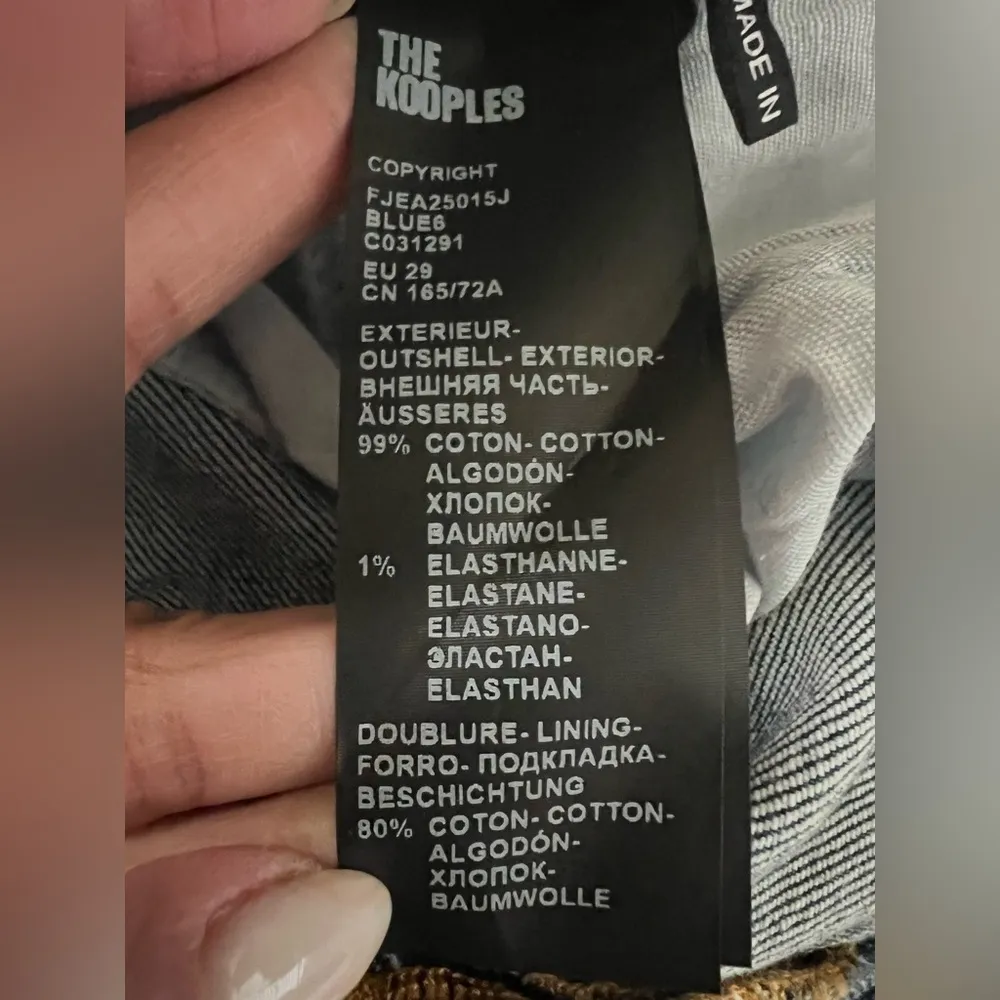 THE
KOOPLES
MADE IN
COPYRIGHT
FJEA25015J
BLUE6
C031291
EU 29
CN 165/72A
EXTERIEUR-
OUTSHELL- EXTERIOR-
ВНЕШНЯЯ ЧАСТЬ-
ÄUSSERES
99% COTON- COTTON-
ALGODÓN-
ХЛОПОК-
BAUMWOLLE
1% ELASTHANNE-
ELASTANE-
ELASTANO-
ЭЛАСТАН-
ELASTHAN
DOUBLURE- LINING-
FORRO- ПОДКЛАДКА-
BESCHICHTUNG
80% COTON- COTTON-
ALGODÓN-
ХЛОПОК-
BAUMWOLLE